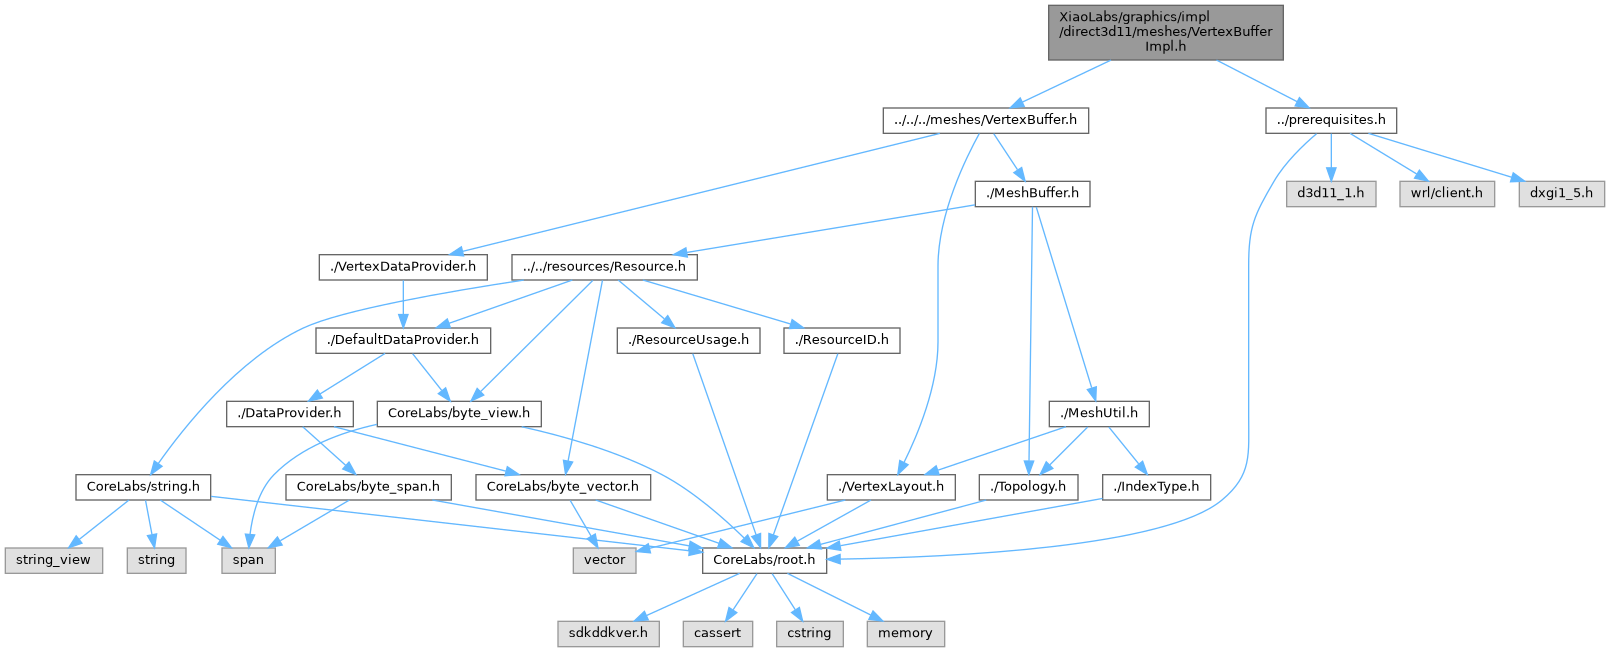 XiaoLabs/graphics/impl
/direct3d11/meshes/VertexBuffer
Impl.h
../../../meshes/VertexBuffer.h
../prerequisites.h
./MeshBuffer.h
d3d11_1.h
wrl/client.h
dxgi1_5.h
./VertexDataProvider.h
../../resources/Resource.h
./DefaultDataProvider.h
./ResourceUsage.h
./ResourceID.h
./DataProvider.h
CoreLabs/byte_view.h
./MeshUtil.h
CoreLabs/string.h
CoreLabs/byte_span.h
CoreLabs/byte_vector.h
./VertexLayout.h
./Topology.h
./IndexType.h
string_view
string
span
vector
CoreLabs/root.h
sdkddkver.h
cassert
cstring
memory